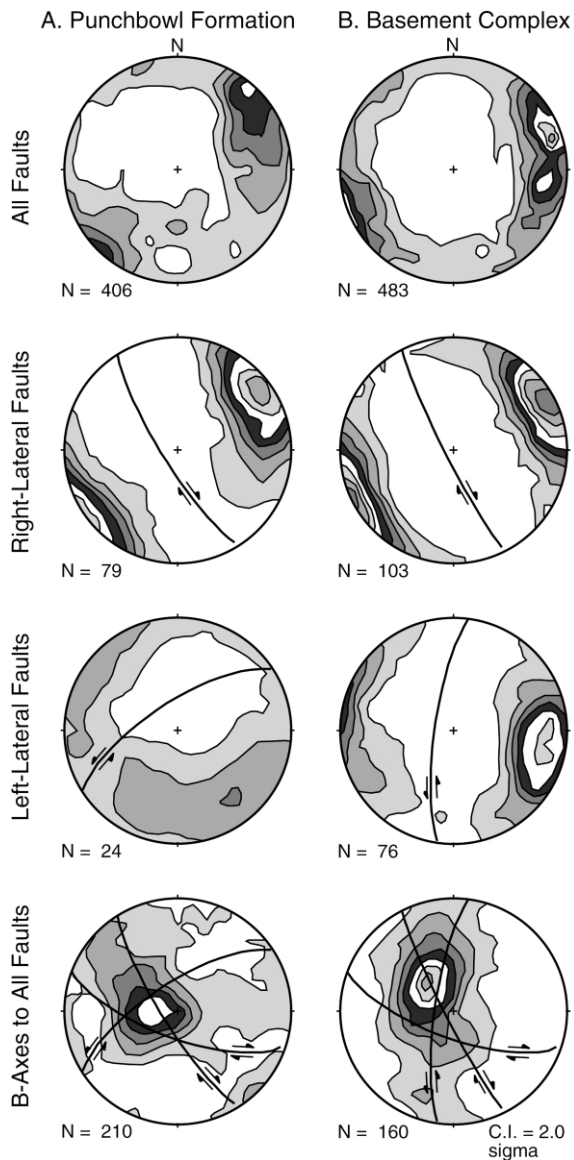 A. Punchbowl Formation B. Basement Complex
N N
All Faults
N = 406 N = 483
Right-Lateral Faults
N = 79 N = 103
Left-Lateral Faults
N = 24 N = 76
B-Axes to All Faults
N = 210 N = 160 C.I. = 2.0
sigma